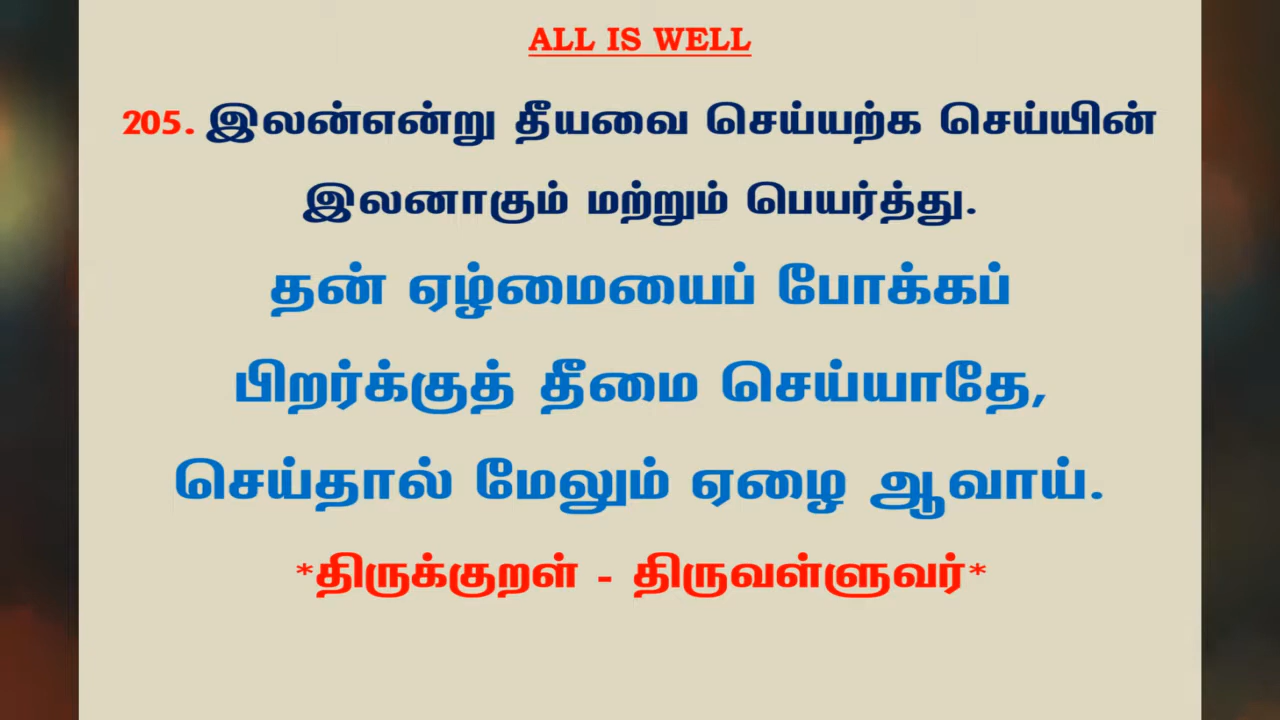 ALL IS WELL
205. இலன்என்று தீயவை செய்யற்க செய்யின்
இலனாகும் மற்றும் பெயர்த்து.
தன் ஏழ்மையைப் போக்கப்
பிறர்க்குத் தீமை செய்யாதே,
செய்தால் மேலும் ஏழை ஆவாய்.
*திருக்குறள் - திருவள்ளுவர்*